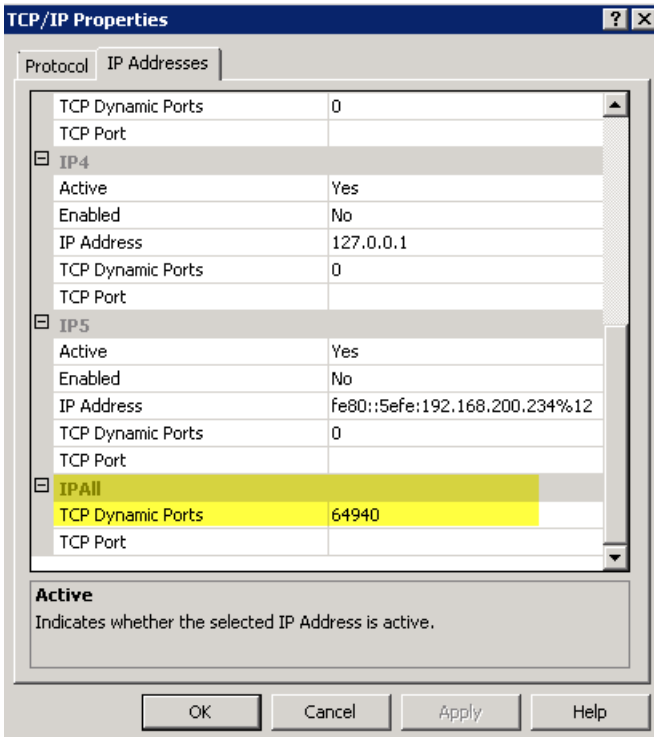 TCP/IP Properties
Protocol IP Addresses
TCP Dynamic Ports 0
TCP Port
IP4
Active Yes
Enabled No
IP Address 127.0.0.1
TCP Dynamic Ports 0
TCP Port
IP5
Active Yes
Enabled No
IP Address fe80::5efe:192.168.200.234%12
TCP Dynamic Ports 0
TCP Port
IPAll
TCP Dynamic Ports 64940
TCP Port
Active
Indicates whether the selected IP Address is active.
OK Cancel Apply Help